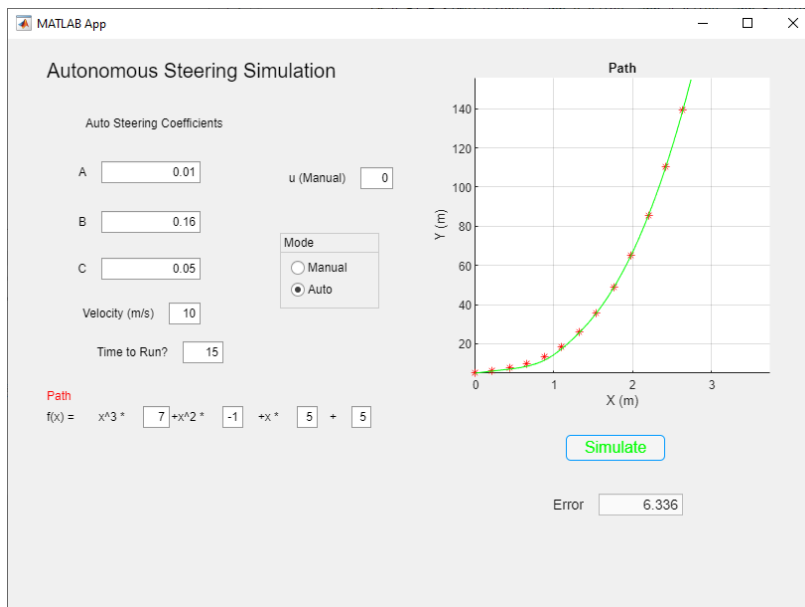 MATLAB App
Autonomous Steering Simulation
Auto Steering Coefficients
A 0.01
B 0.16
C 0.05
Velocity (m/s) 10
Time to Run? 15
u (Manual) 0
Mode
Manual
Auto
Path
f(x) = x^3 * 7 +x^2 * -1 +x * 5 + 5
Path
140
120
100
80
60
40
20
Y (m)
0 1 2 3
X (m)
Simulate
Error 6.336